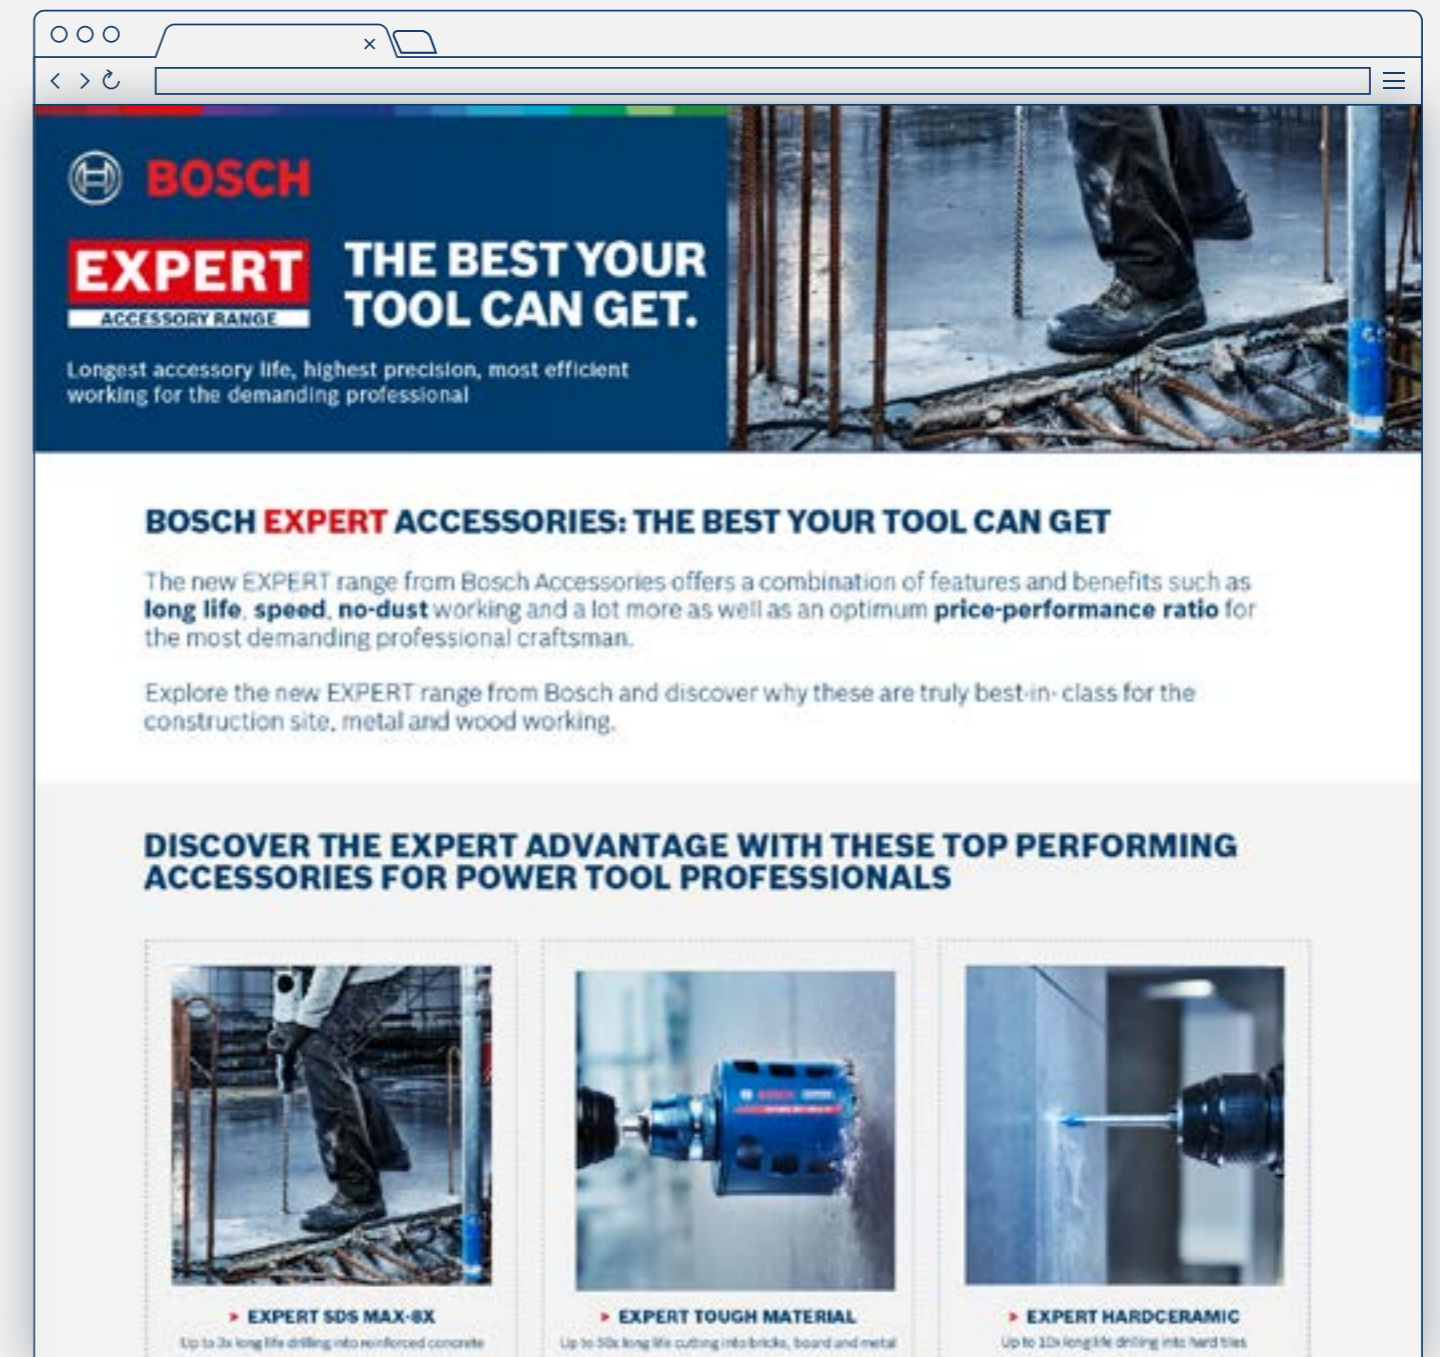 BOSCH
EXPERT
ACCESSORY RANGE
THE BEST YOUR
TOOL CAN GET.
Longest accessory life, highest precision, most efficient
working for the demanding professional
BOSCH EXPERT ACCESSORIES: THE BEST YOUR TOOL CAN GET
The new EXPERT range from Bosch Accessories offers a combination of features and benefits such as
long life, speed, no-dust working and a lot more as well as an optimum price-performance ratio for
the most demanding professional craftsman.
Explore the new EXPERT range from Bosch and discover why these are truly best-in- class for the
construction site, metal and wood working.
DISCOVER THE EXPERT ADVANTAGE WITH THESE TOP PERFORMING
ACCESSORIES FOR POWER TOOL PROFESSIONALS
BOSCH
> EXPERT SDS MAX-8X
Up to 3x long life drilling into reinforced concrete
> EXPERT TOUGH MATERIAL
Up to 50x long life cutting into bricks, board and metal
> EXPERT HARDCERAMIC
Up to 10x long life drilling into hard tiles